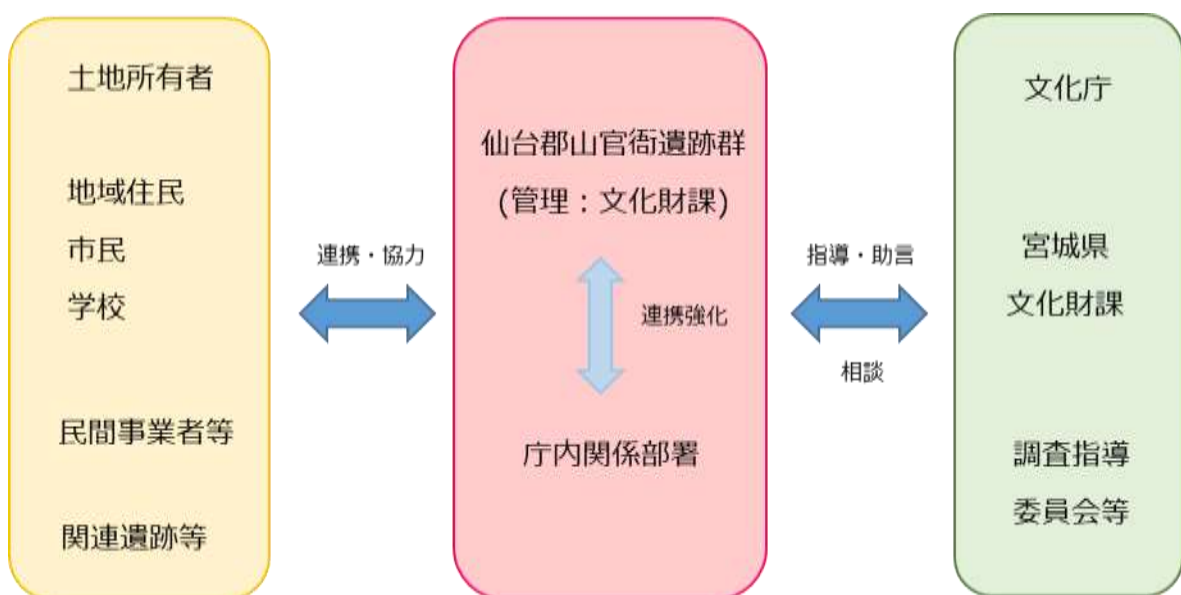 土地所有者
地域住民
市民
学校
民間事業者等
関連遺跡等
連携・協力
仙台郡山官衙遺跡群
(管理：文化財課)
連携強化
庁内関係部署
指導・助言
相談
文化庁
宮城県
文化財課
調査指導
委員会等